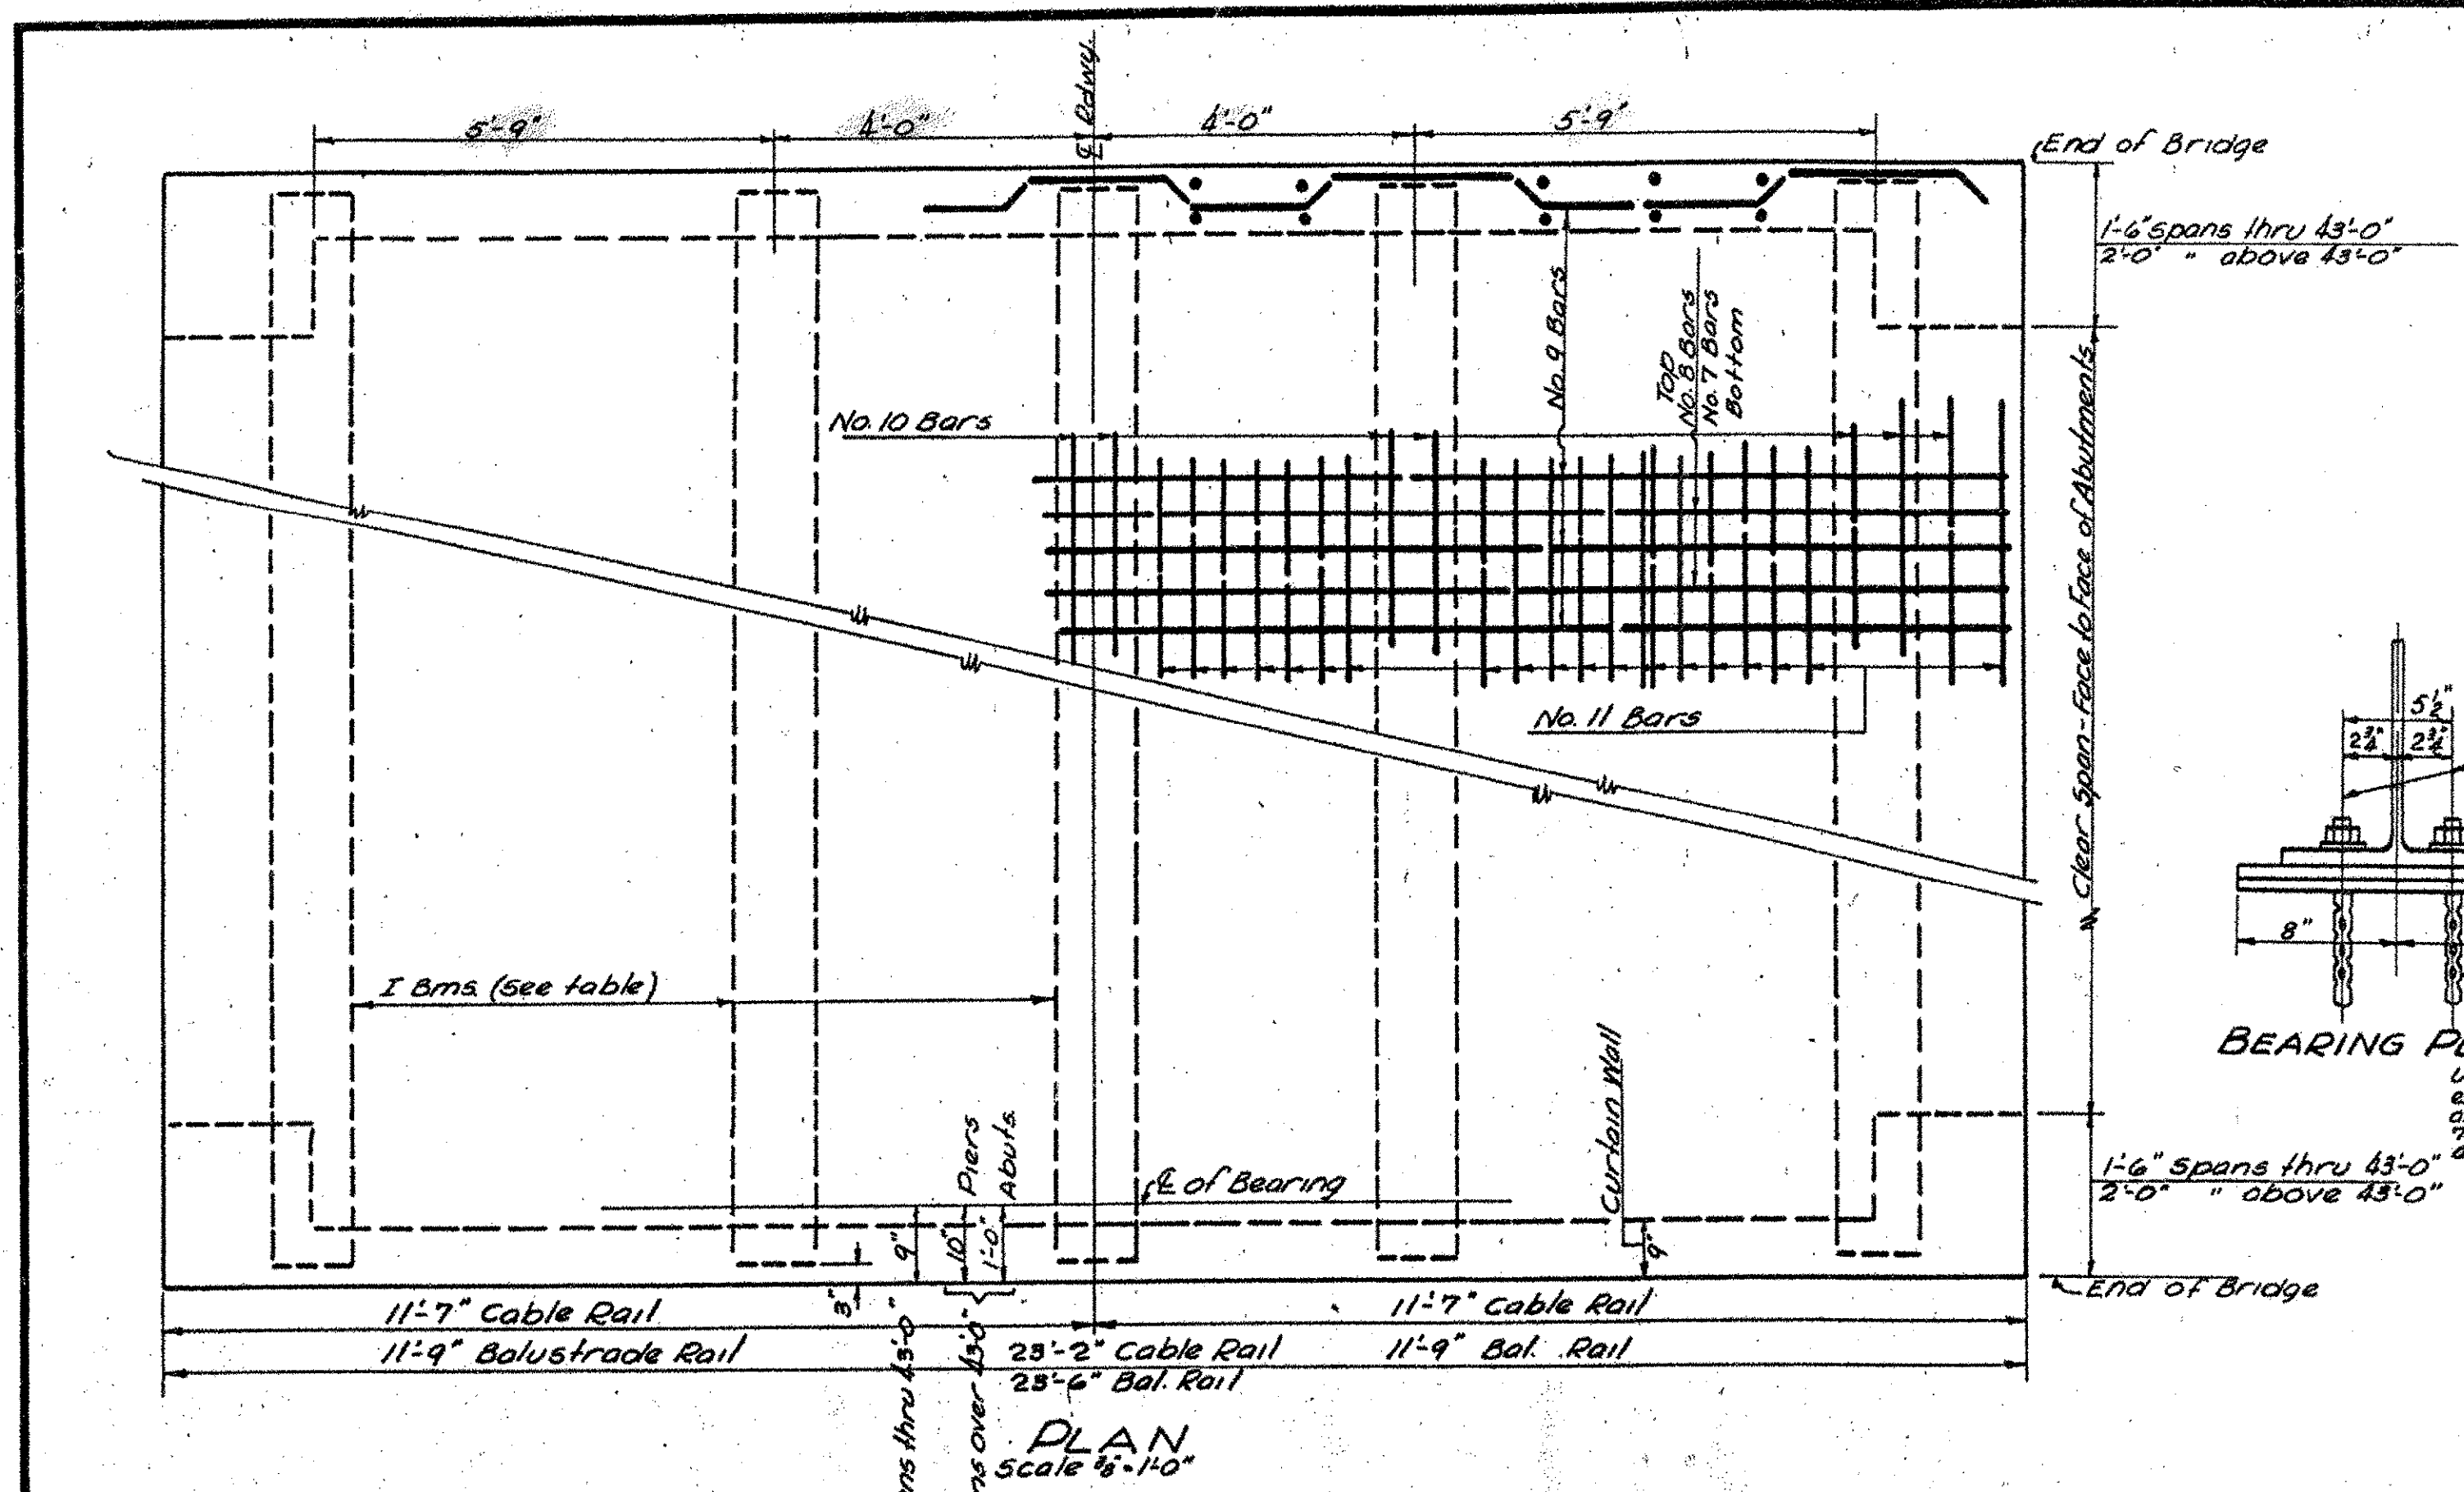 ℄ Rdwy.
5'-9"
4'-0"
4'-0"
5'-9"
End of Bridge
1'-6" spans thru 43'-0"
2'-0" " above 43'-0"
No. 9 Bars
Top
No. 8 Bars
No. 7 Bars
Bottom
No. 10 Bars
Clear Span-Face to Face of Abutments
No. 11 Bars
5½"
2¾"
2¾"
8"
I Bms. (see table)
BEARING
Curtain Wall
Piers
Abuts.
℄ of Bearing
1'-6" spans thru 43'-0"
2'-0" " above 43'-0"
9"
10"
1'-0"
9"
3"
End of Bridge
11'-7" Cable Rail
11'-7" Cable Rail
11'-9" Balustrade Rail
23'-2" Cable Rail
11'-9" Bal. Rail
23'-6" Bal. Rail
thru 43'-0"
over 43'-0"
PLAN
Scale ⅜"=1'-0"